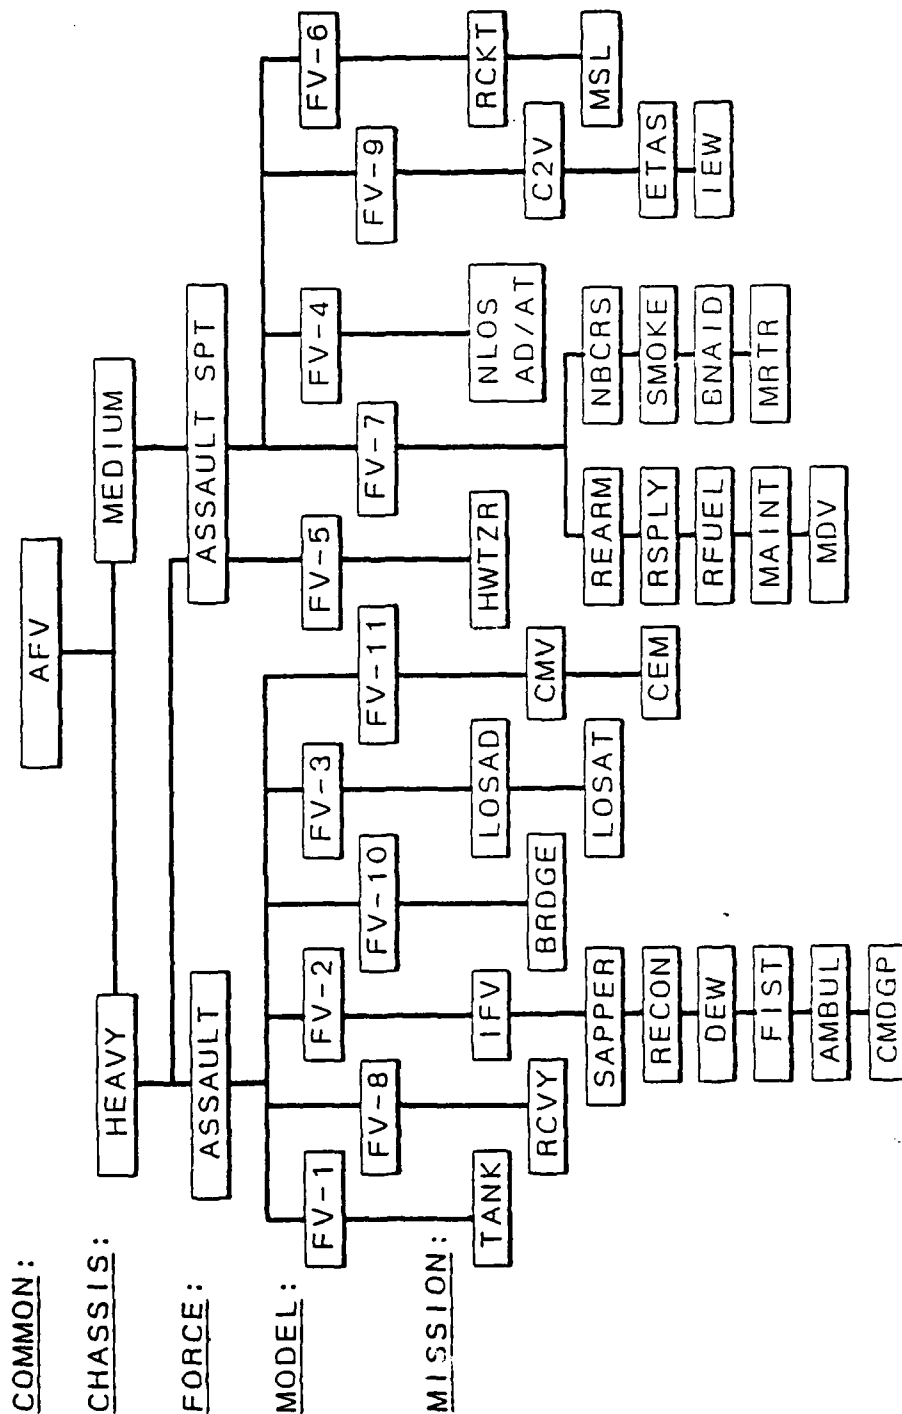 COMMON:
AFV
CHASSIS:
HEAVY
MEDIUM
FORCE:
ASSAULT
ASSAULT SPT
MODEL:
FV-1
FV-2
FV-3
FV-5
FV-4
FV-6
FV-8
FV-10
FV-11
FV-7
FV-9
MISSION:
TANK
IFV
LOSAD
HWTZR
NLOS
AD/AT
RCKT
RCVY
BRDGE
CMV
C2V
SAPPER
LOSAT
REARM
NBCRS
MSL
RECON
CEM
RSPLY
SMOKE
ETAS
DEW
RFUEL
BNAID
IEW
FIST
MAINT
MRTR
AMBUL
MDV
CMDGP